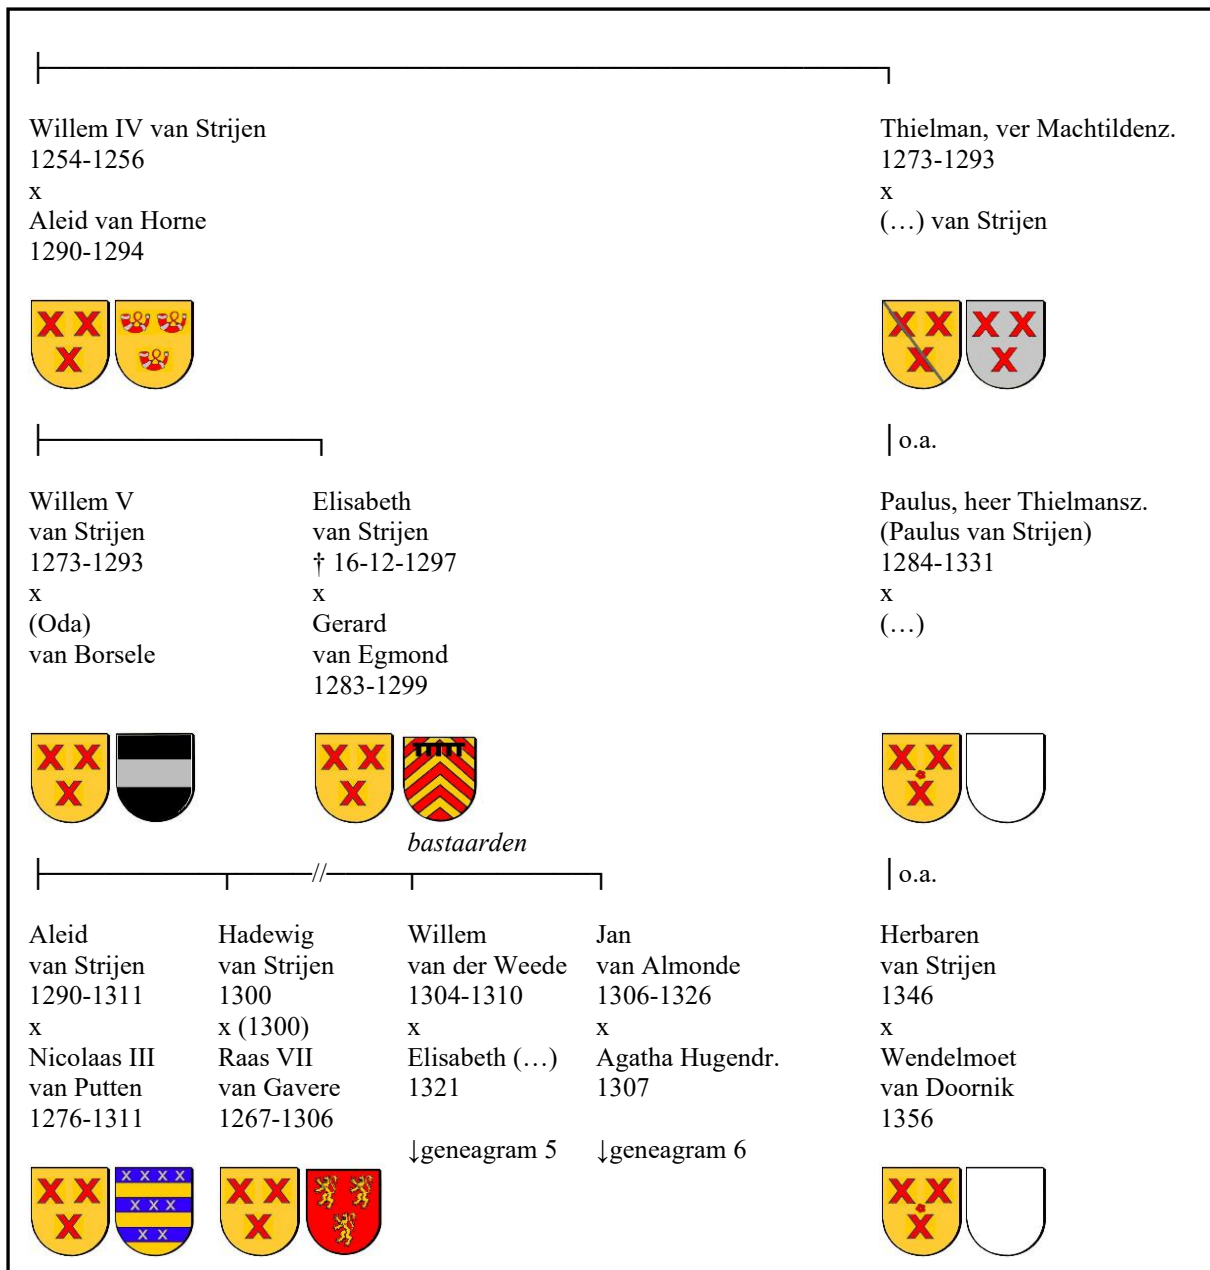 Willem IV van Strijen
1254-1256
x
Aleid van Horne
1290-1294
Thielman, ver Machtildenz.
1273-1293
x
(…) van Strijen
o.a.
Willem V
van Strijen
1273-1293
x
(Oda)
van Borsele
Elisabeth
van Strijen
† 16-12-1297
x
Gerard
van Egmond
1283-1299
Paulus, heer Thielmansz.
(Paulus van Strijen)
1284-1331
x
(…)
bastaarden
//
o.a.
Aleid
van Strijen
1290-1311
x
Nicolaas III
van Putten
1276-1311
Hadewig
van Strijen
1300
x (1300)
Raas VII
van Gavere
1267-1306
Willem
van der Weede
1304-1310
x
Elisabeth (…)
1321
↓geneagram 5
Jan
van Almonde
1306-1326
x
Agatha Hugendr.
1307
↓geneagram 6
Herbaren
van Strijen
1346
x
Wendelmoet
van Doornik
1356